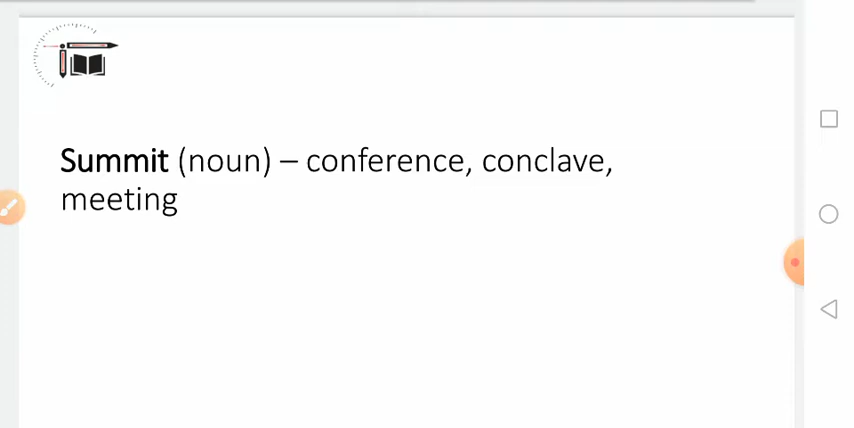 Summit (noun) – conference, conclave,
meeting